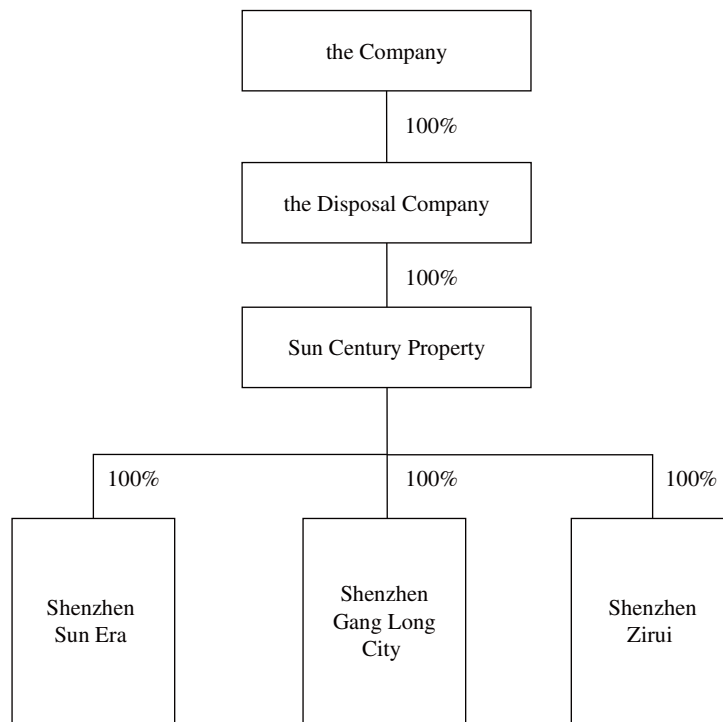 the Company
100%
the Disposal Company
100%
Sun Century Property
100%
100%
100%
Shenzhen
Sun Era
Shenzhen
Gang Long
City
Shenzhen
Zirui